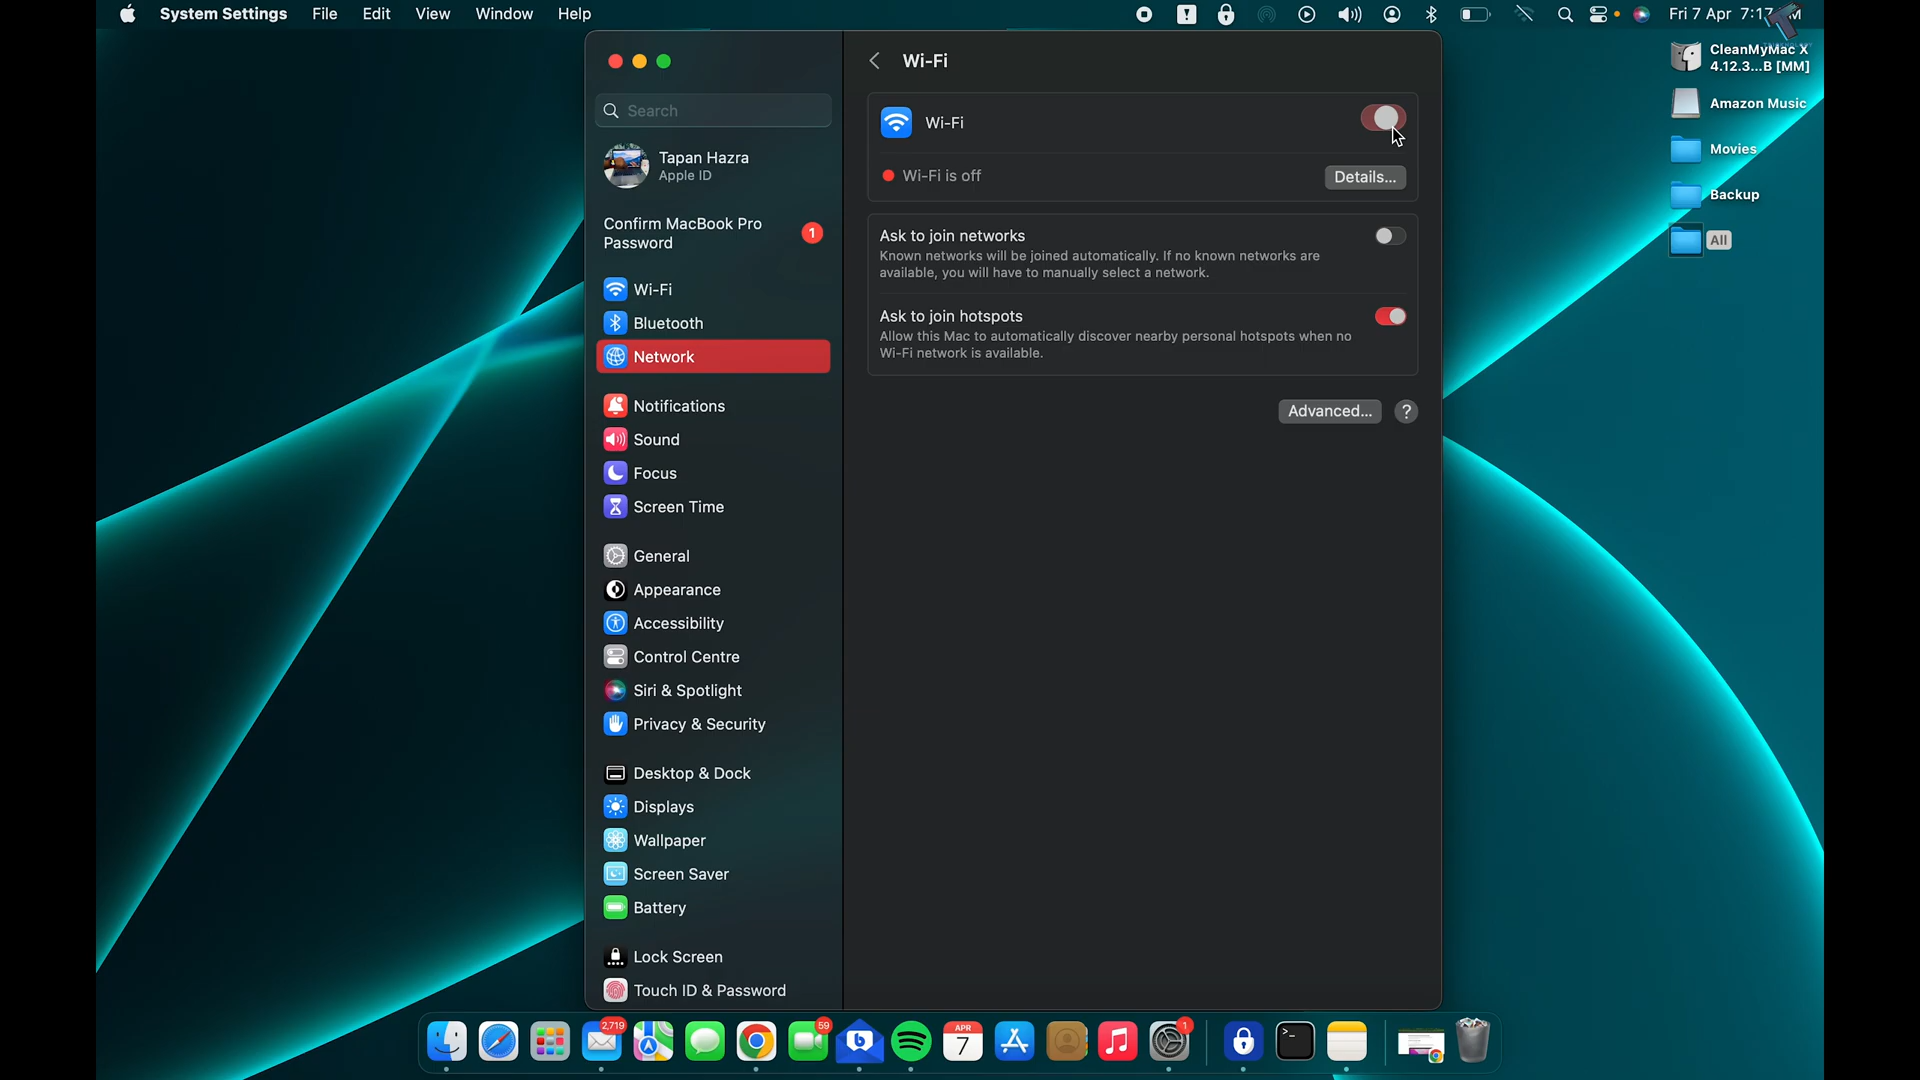 System Settings File Edit View Window Help
Fri 7 Apr 7:17
CleanMyMac X
4.12.3...B [MM]
Amazon Music
Movies
Backup
All
Search
Tapan Hazra
Apple ID
Confirm MacBook Pro
Password
1
Wi-Fi
Bluetooth
Network
Notifications
Sound
Focus
Screen Time
General
Appearance
Accessibility
Control Centre
Siri & Spotlight
Privacy & Security
Desktop & Dock
Displays
Wallpaper
Screen Saver
Battery
Lock Screen
Touch ID & Password
Wi-Fi
Wi-Fi
Wi-Fi is off
Details...
Ask to join networks
Known networks will be joined automatically. If no known networks are
available, you will have to manually select a network.
Ask to join hotspots
Allow this Mac to automatically discover nearby personal hotspots when no
Wi-Fi network is available.
Advanced... ?
2,719
59
APR
7
1